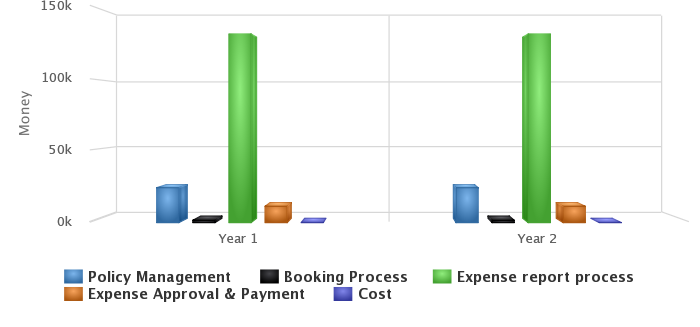 150k
100k
50k
0k
Money
Year 1 Year 2
Policy Management Booking Process Expense report process
Expense Approval & Payment Cost